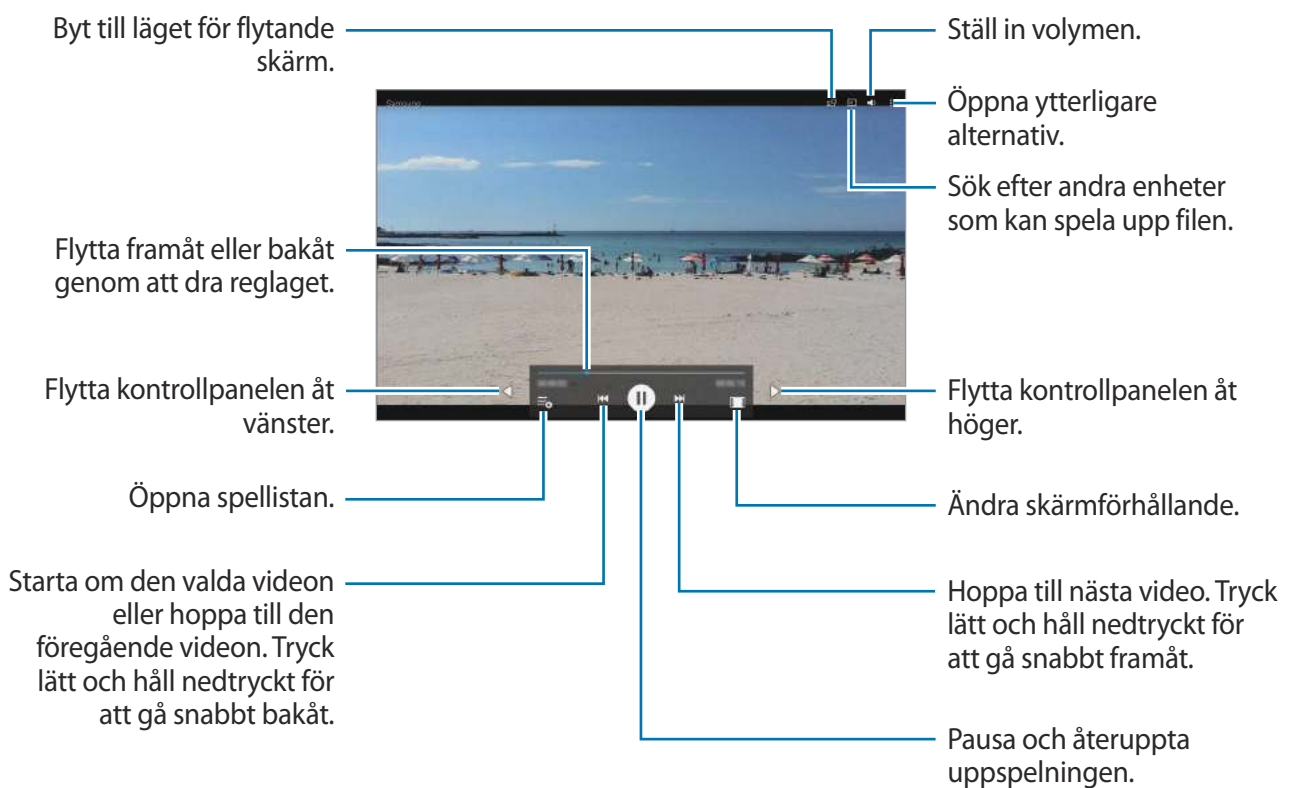 Byt till läget för flytande
skärm.
Ställ in volymen.
Samsung
Öppna ytterligare
alternativ.
Sök efter andra enheter
som kan spela upp filen.
Flytta framåt eller bakåt
genom att dra reglaget.
Flytta kontrollpanelen åt
vänster.
Flytta kontrollpanelen åt
höger.
Öppna spellistan.
Ändra skärmförhållande.
Starta om den valda videon
eller hoppa till den
föregående videon. Tryck
lätt och håll nedtryckt för
att gå snabbt bakåt.
Hoppa till nästa video. Tryck
lätt och håll nedtryckt för
att gå snabbt framåt.
Pausa och återuppta
uppspelningen.